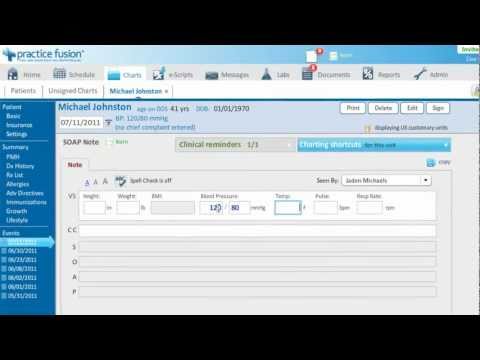 practice fusion
Invite
Live
Home Schedule Charts e-Scripts Messages Labs Documents Reports Admin
Patients Unsigned Charts Michael Johnston ×
Patient
Basic
Insurance
Settings
Summary
PMH
Dx History
Rx List
Allergies
Adv Directives
Immunizations
Growth
Lifestyle
Events
06/30/2011
06/23/2011
06/08/2011
06/02/2011
06/01/2011
05/31/2011
Michael Johnston age on DOS 41 yrs DOB: 01/01/1970
07/11/2011
BP: 120/80 mmHg
(no chief complaint entered)
Print Delete Edit Sign
displaying US customary units
SOAP Note
Clinical reminders 1/1
Charting shortcuts for this visit
Note
copy
A A A Spell Check is off
Seen By: Jaden Michaels
VS Height: in Weight: lb BMI: Blood Pressure: 120 / 80 mmHg Temp: f Pulse: bpm Resp Rate: rpm
CC
S
O
A
P